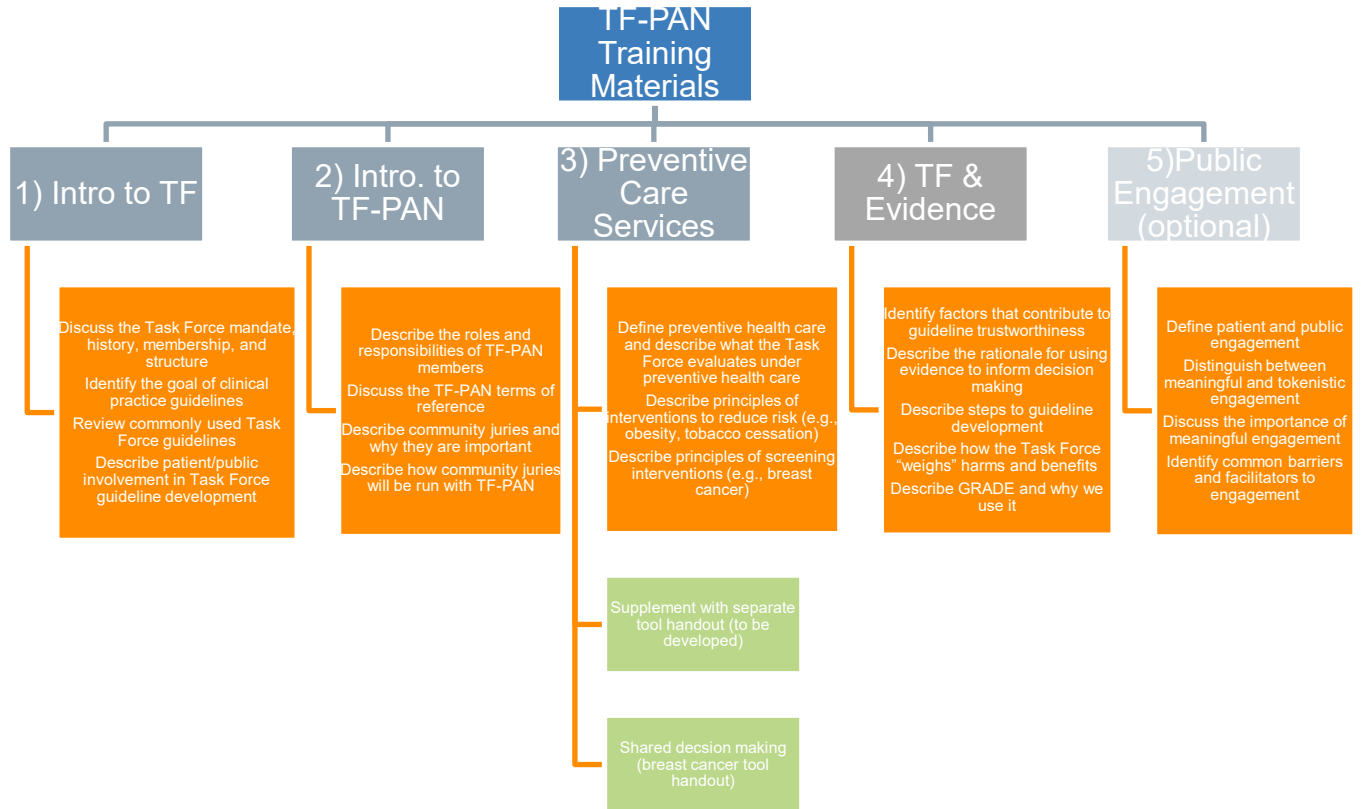 TF-PAN
Training
Materials
1) Intro to TF
2) Intro. to
TF-PAN
3) Preventive
Care
Services
4) TF &
Evidence
5)Public
Engagement
(optional)
Discuss the Task Force mandate,
history, membership, and
structure
Identify the goal of clinical
practice guidelines
Review commonly used Task
Force guidelines
Describe patient/public
involvement in Task Force
guideline development
Describe the roles and
responsibilities of TF-PAN
members
Discuss the TF-PAN terms of
reference
Describe community juries and
why they are important
Describe how community juries
will be run with TF-PAN
Define preventive health care
and describe what the Task
Force evaluates under
preventive health care
Describe principles of
interventions to reduce risk (e.g.,
obesity, tobacco cessation)
Describe principles of screening
interventions (e.g., breast
cancer)
Supplement with separate
tool handout (to be
developed)
Shared decsion making
(breast cancer tool
handout)
Identify factors that contribute to
guideline trustworthiness
Describe the rationale for using
evidence to inform decision
making
Describe steps to guideline
development
Describe how the Task Force
“weighs” harms and benefits
Describe GRADE and why we
use it
Define patient and public
engagement
Distinguish between
meaningful and tokenistic
engagement
Discuss the importance of
meaningful engagement
Identify common barriers
and facilitators to
engagement